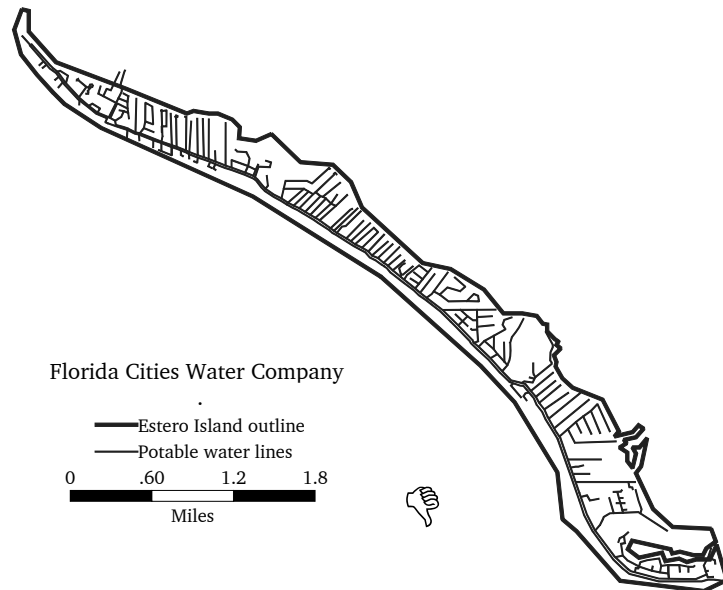 Florida Cities Water Company
.
Estero Island outline
Potable water lines
0 .60 1.2 1.8
Miles